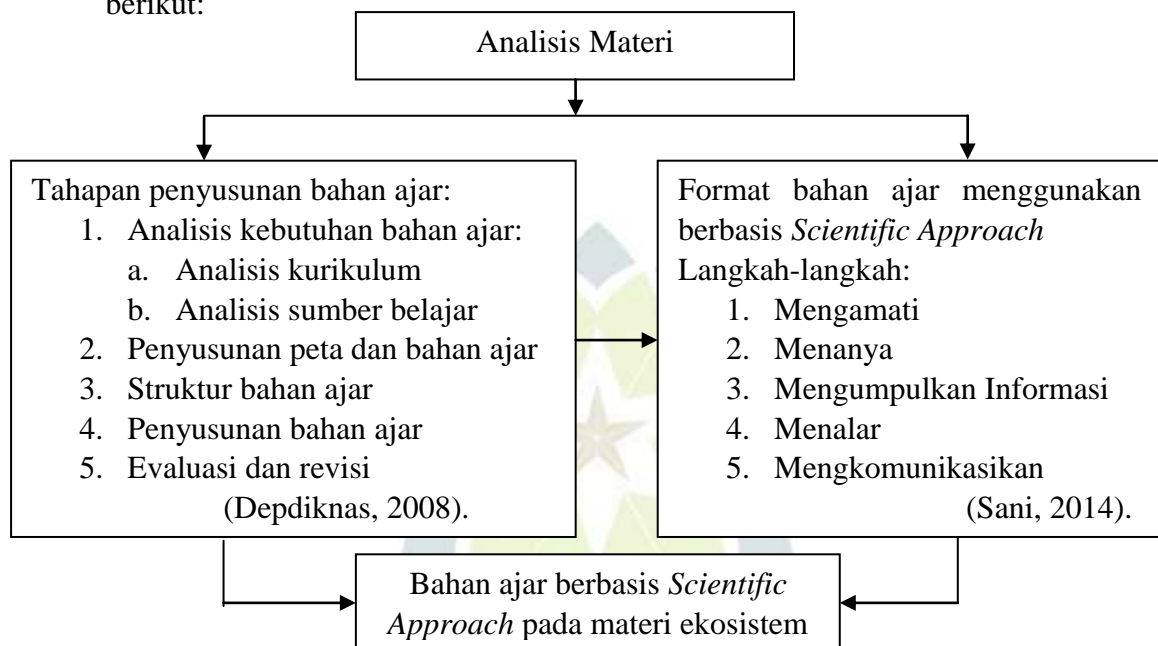 berikut:
Analisis Materi
Tahapan penyusunan bahan ajar:
1. Analisis kebutuhan bahan ajar:
a. Analisis kurikulum
b. Analisis sumber belajar
2. Penyusunan peta dan bahan ajar
3. Struktur bahan ajar
4. Penyusunan bahan ajar
5. Evaluasi dan revisi
(Depdiknas, 2008).
Format bahan ajar menggunakan
berbasis Scientific Approach
Langkah-langkah:
1. Mengamati
2. Menanya
3. Mengumpulkan Informasi
4. Menalar
5. Mengkomunikasikan
(Sani, 2014).
Bahan ajar berbasis Scientific
Approach pada materi ekosistem